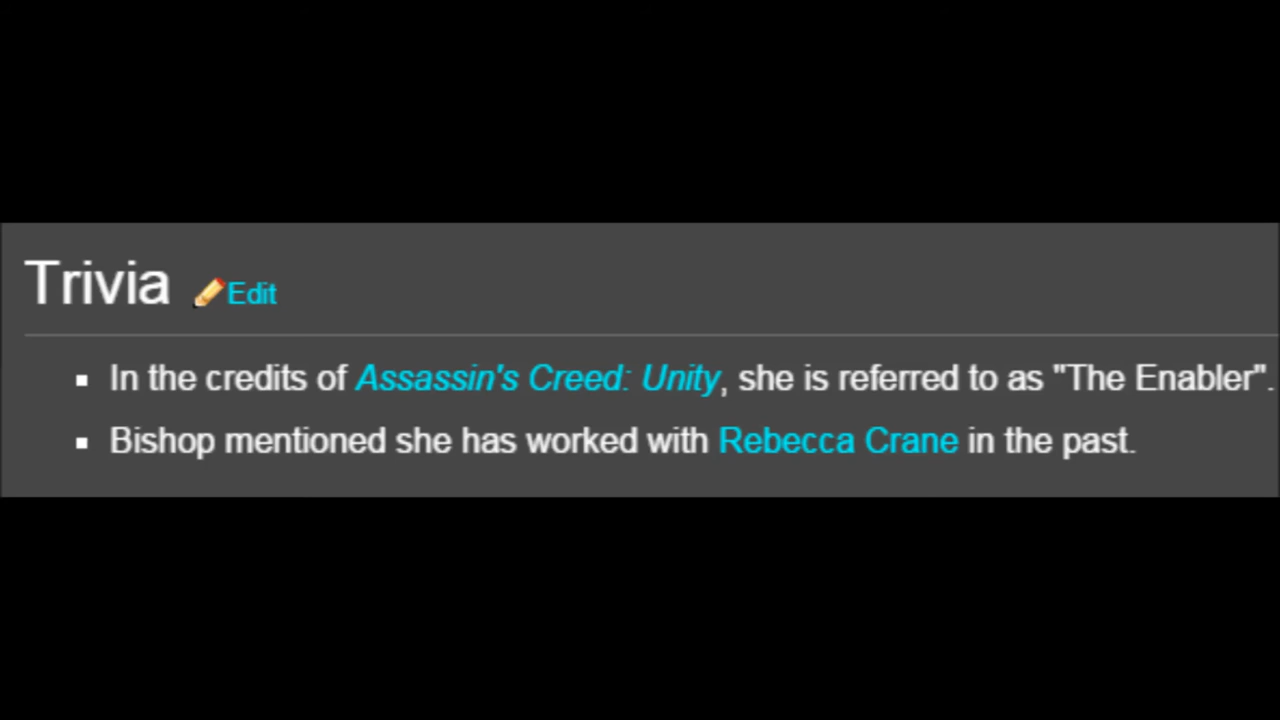 Trivia Edit
In the credits of Assassin's Creed: Unity, she is referred to as "The Enabler".
Bishop mentioned she has worked with Rebecca Crane in the past.